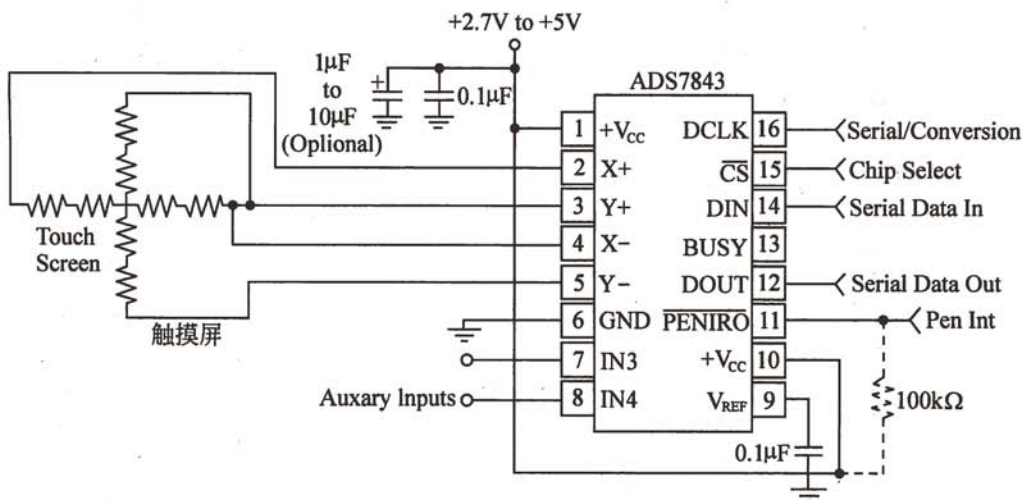 +2.7V to +5V
1μF
to
10μF
(Oplional)
0.1μF
ADS7843
1 +VCC DCLK 16 Serial/Conversion
2 X+ CS 15 Chip Select
3 Y+ DIN 14 Serial Data In
4 X− BUSY 13
5 Y− DOUT 12 Serial Data Out
6 GND PENIRO 11 Pen Int
7 IN3 +VCC 10
8 IN4 VREF 9
Touch
Screen
触摸屏
Auxary Inputs
100kΩ
0.1μF